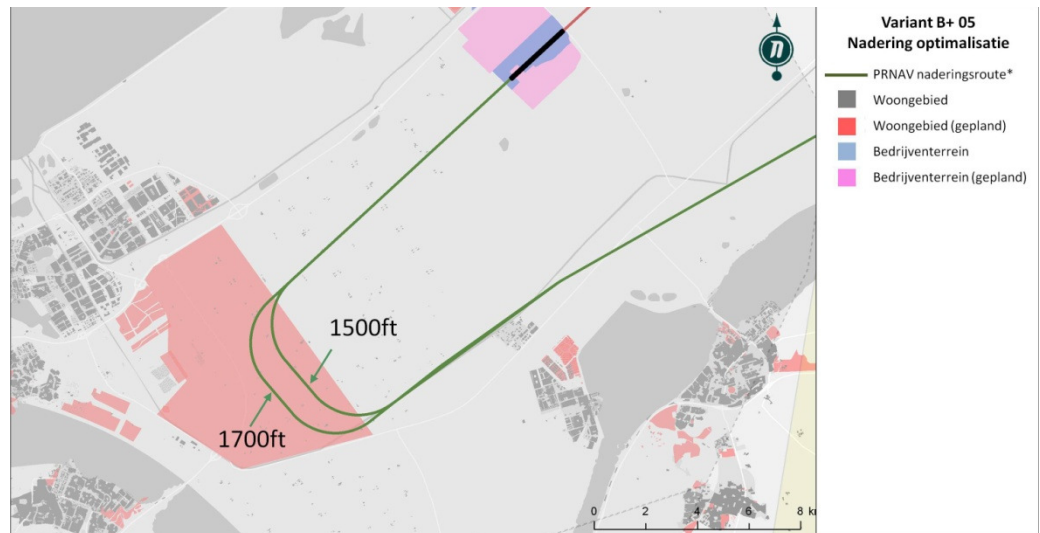 Variant B+ 05
Nadering optimalisatie
PRNAV naderingsroute*
Woongebied
Woongebied (gepland)
Bedrijventerrein
Bedrijventerrein (gepland)
n
1500ft
1700ft
0 2 4 6 8 km